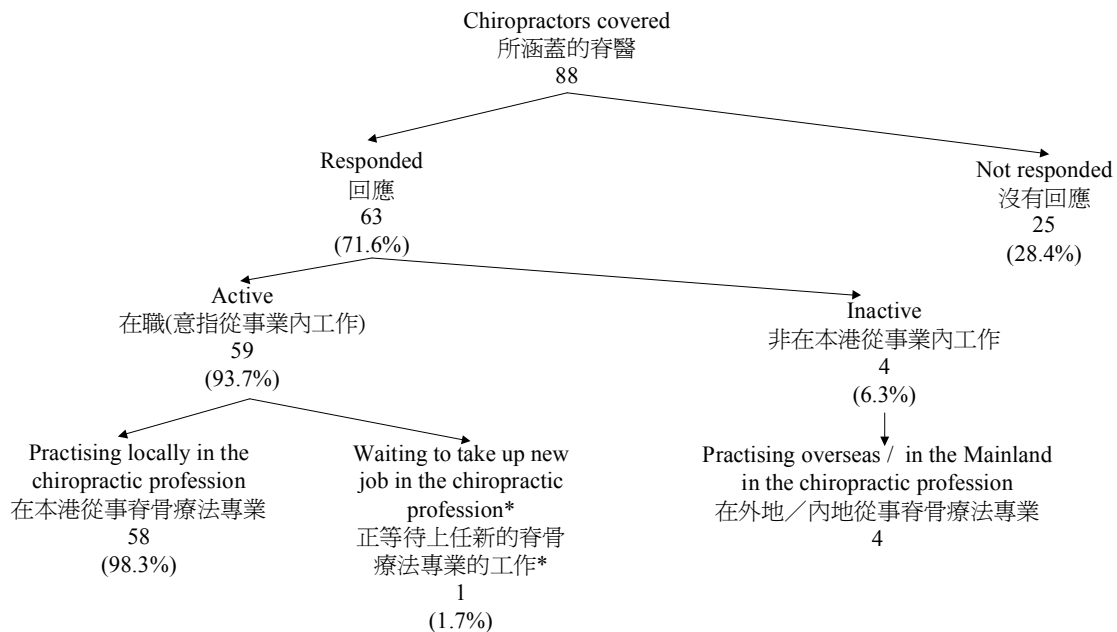 Chiropractors covered
所涵蓋的脊醫
88
Responded
回應
63
(71.6%)
Not responded
沒有回應
25
(28.4%)
Active
在職(意指從事業內工作)
59
(93.7%)
Inactive
非在本港從事業內工作
4
(6.3%)
Practising locally in the
chiropractic profession
在本港從事脊骨療法專業
58
(98.3%)
Waiting to take up new
job in the chiropractic
profession*
正等待上任新的脊骨
療法專業的工作*
1
(1.7%)
Practising overseas / in the Mainland
in the chiropractic profession
在外地／內地從事脊骨療法專業
4